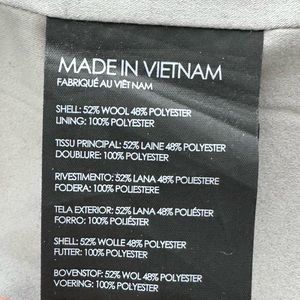 MADE IN VIETNAM
FABRIQUÉ AU VIÊT NAM
SHELL: 52% WOOL 48% POLYESTER
LINING: 100% POLYESTER
TISSU PRINCIPAL: 52% LAINE 48% POLYESTER
DOUBLURE: 100% POLYESTER
RIVESTIMENTO: 52% LANA 48% POLIESTERE
FODERA: 100% POLIESTERE
TELA EXTERIOR: 52% LANA 48% POLIÉSTER
FORRO: 100% POLIÉSTER
SHELL: 52% WOLLE 48% POLYESTER
FUTTER: 100% POLYESTER
BOVENSTOF: 52% WOL 48% POLYESTER
VOERING: 100% POLYESTER